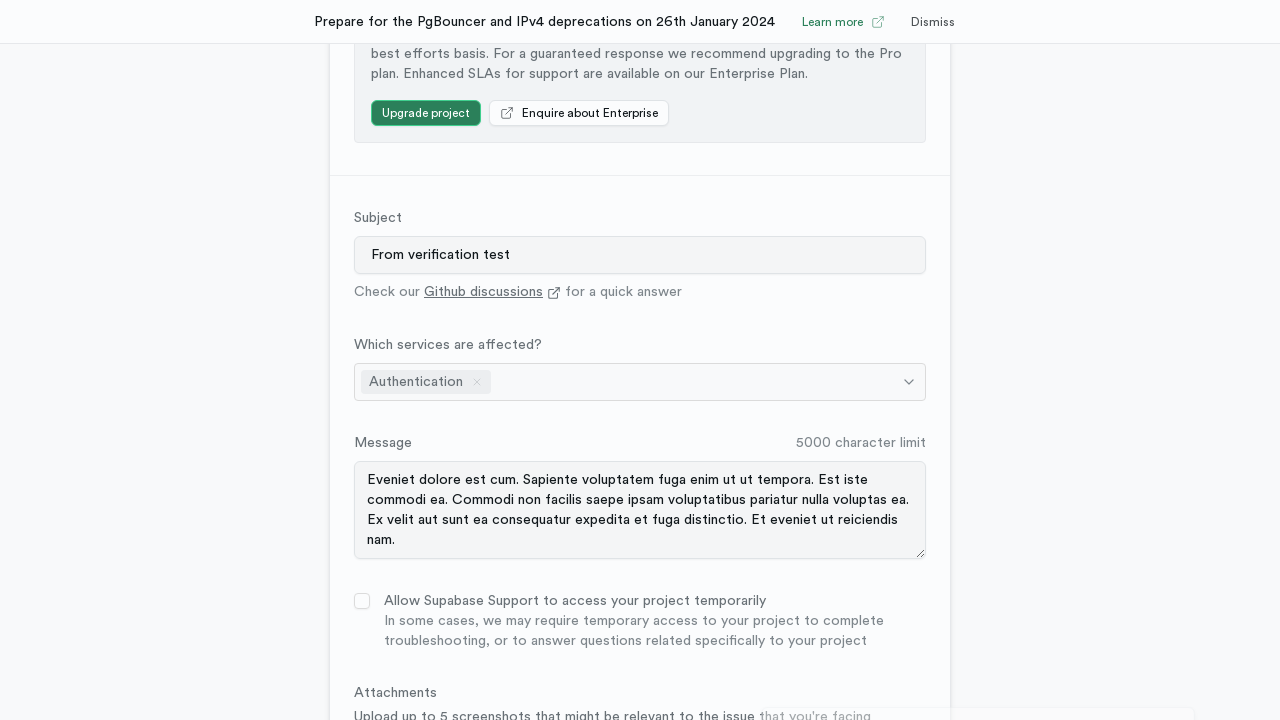 Prepare for the PgBouncer and IPv4 deprecations on 26th January 2024 Learn more Dismiss
best efforts basis. For a guaranteed response we recommend upgrading to the Pro
plan. Enhanced SLAs for support are available on our Enterprise Plan.
Upgrade project Enquire about Enterprise
Subject
From verification test
Check our Github discussions for a quick answer
Which services are affected?
Authentication
Message 5000 character limit
Eveniet dolore est cum. Sapiente voluptatem fuga enim ut ut tempora. Est iste
commodi ea. Commodi non facilis saepe ipsam voluptatibus pariatur nulla voluptas ea.
Ex velit aut sunt ea consequatur expedita et fuga distinctio. Et eveniet ut reiciendis
nam.
Allow Supabase Support to access your project temporarily
In some cases, we may require temporary access to your project to complete
troubleshooting, or to answer questions related specifically to your project
Attachments
Upload up to 5 screenshots that might be relevant to the issue that you're facing